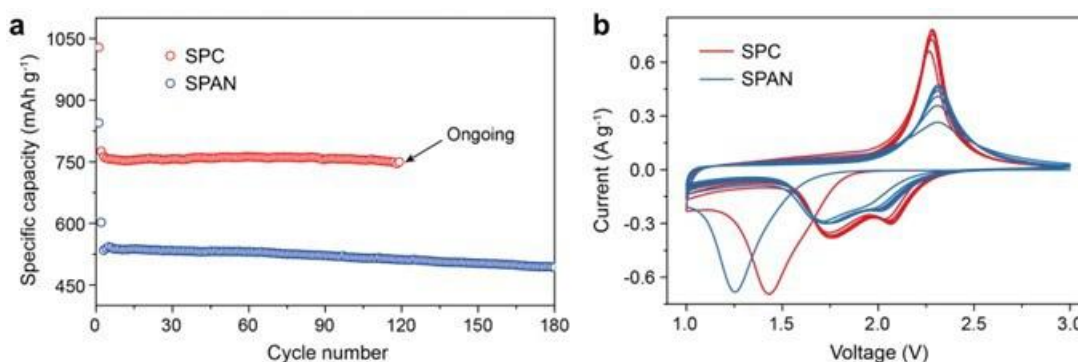 a
SPC
SPAN
Ongoing
Specific capacity (mAh g⁻¹)
1050
900
750
600
450
0
30
60
90
120
150
180
Cycle number
b
SPC
SPAN
Current (A g⁻¹)
0.6
0.3
0.0
-0.3
-0.6
1.0
1.5
2.0
2.5
3.0
Voltage (V)